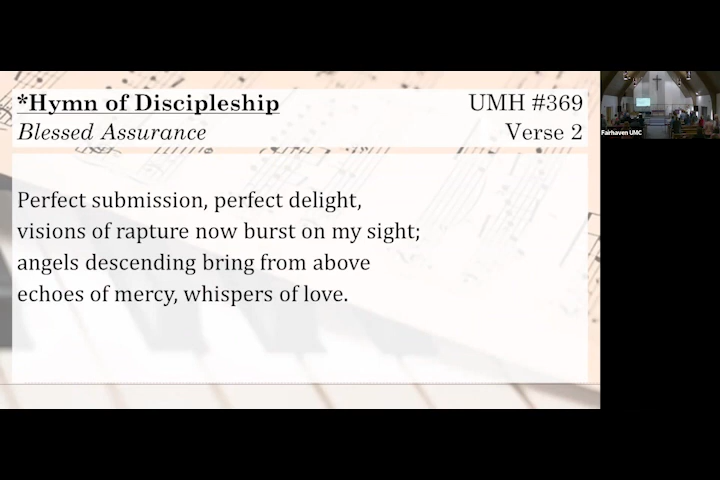 *Hymn of Discipleship
UMH #369
Blessed Assurance
Verse 2
Perfect submission, perfect delight,
visions of rapture now burst on my sight;
angels descending bring from above
echoes of mercy, whispers of love.
Fairhaven UMC